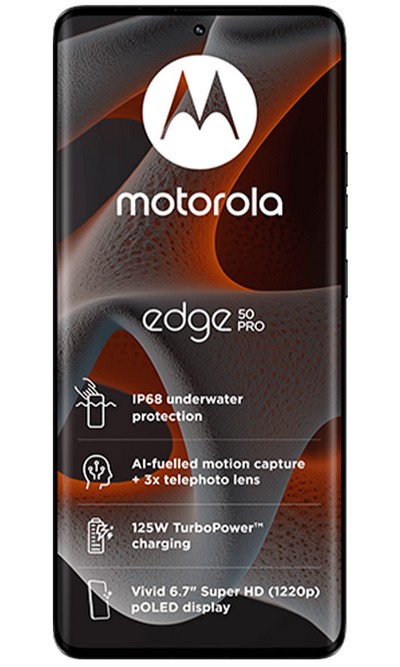 motorola
edge 50
PRO
IP68 underwater
protection
AI-fuelled motion capture
+ 3x telephoto lens
125W TurboPower™
charging
Vivid 6.7" Super HD (1220p)
pOLED display